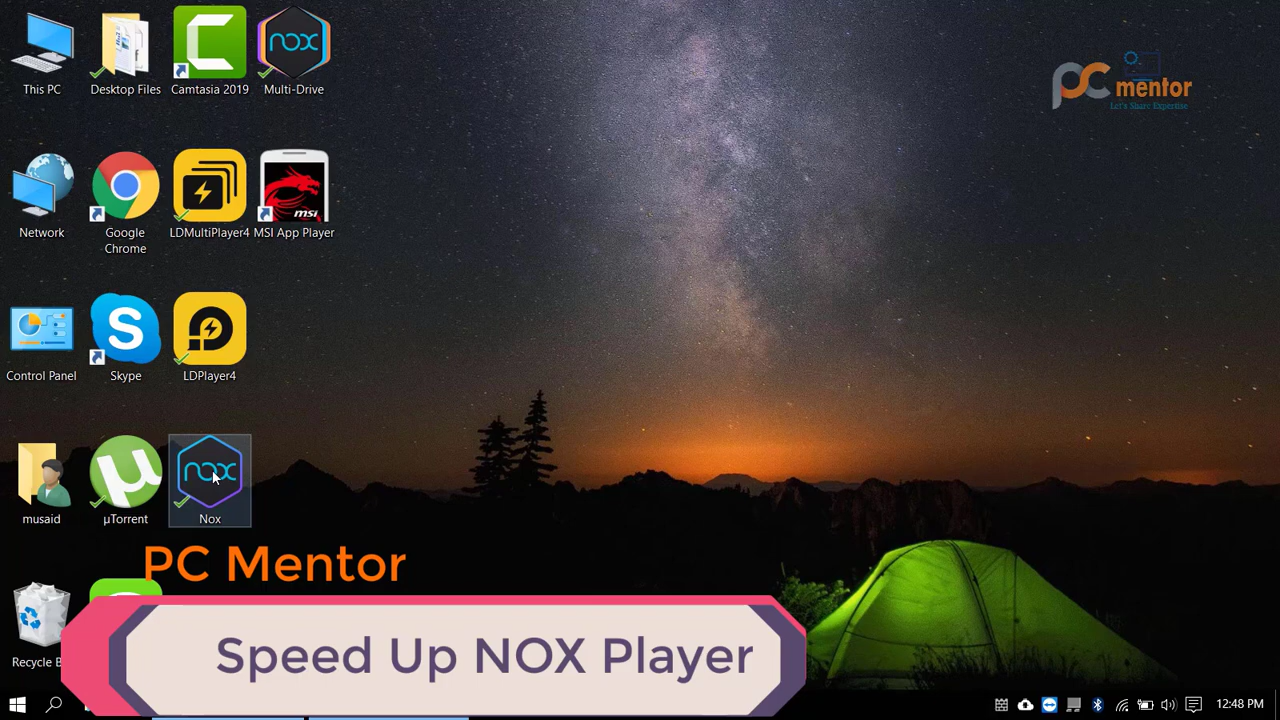 This PC
Desktop Files
Camtasia 2019
nox
Multi-Drive
PC mentor
Let's Share Expertise
Network
Google
Chrome
LDMultiPlayer4
msi
MSI App Player
Control Panel
S
Skype
LDPlayer4
musaid
µ
µTorrent
nox
Nox
PC Mentor
Recycle B
Speed Up NOX Player
12:48 PM